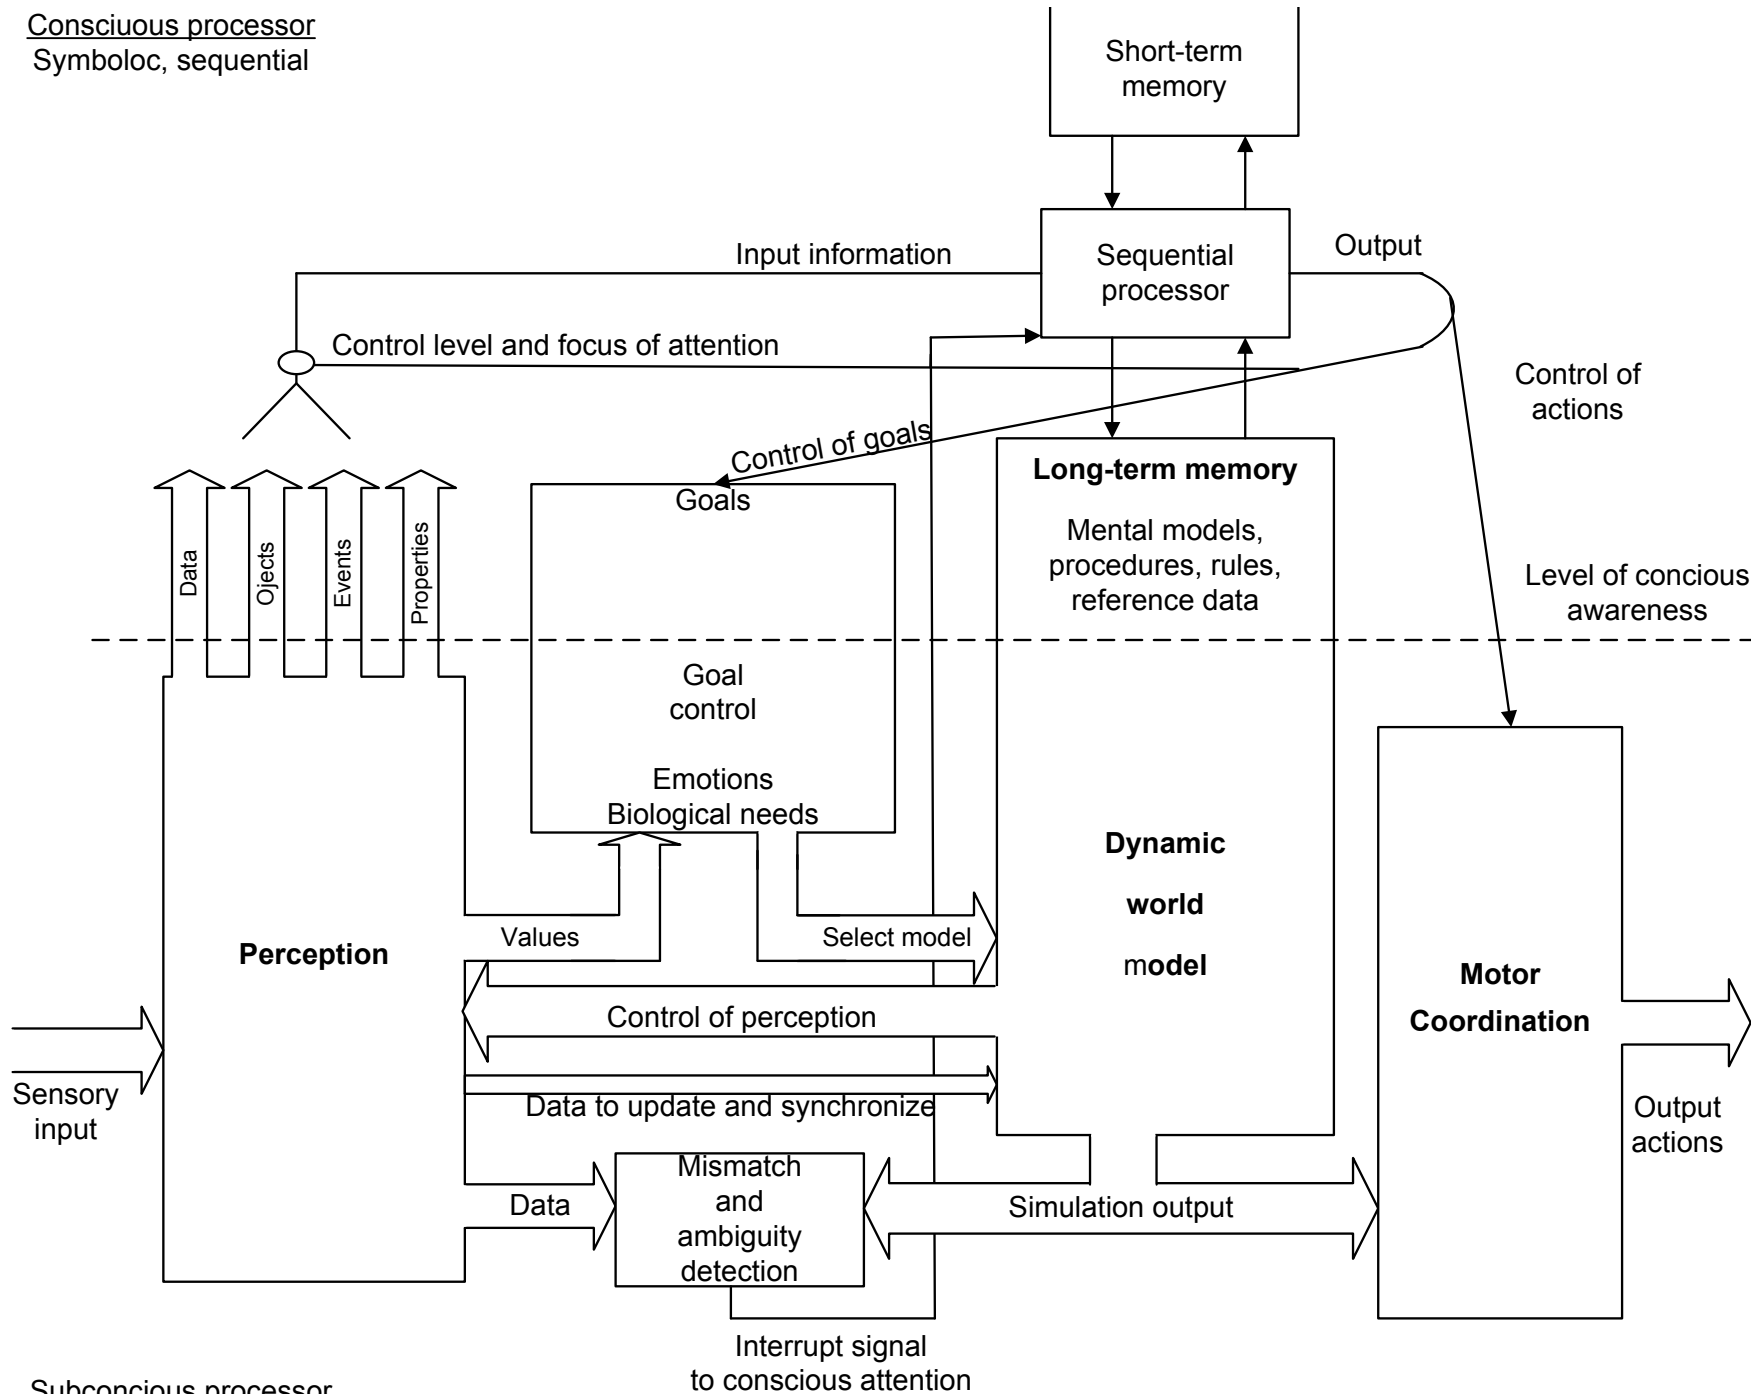 Consciuous processor
Symboloc, sequential
Short-term
memory
Input information
Sequential
processor
Output
Control level and focus of attention
Control of
actions
Control of goals
Long-term memory
Mental models,
procedures, rules,
reference data
Goals
Data
Ojects
Events
Properties
Level of concious
awareness
Goal
control
Emotions
Biological needs
Dynamic
world
model
Perception
Values
Select model
Motor
Coordination
Control of perception
Sensory
input
Data to update and synchronize
Output
actions
Mismatch
and
ambiguity
detection
Data
Simulation output
Interrupt signal
to conscious attention
Subconcious processor